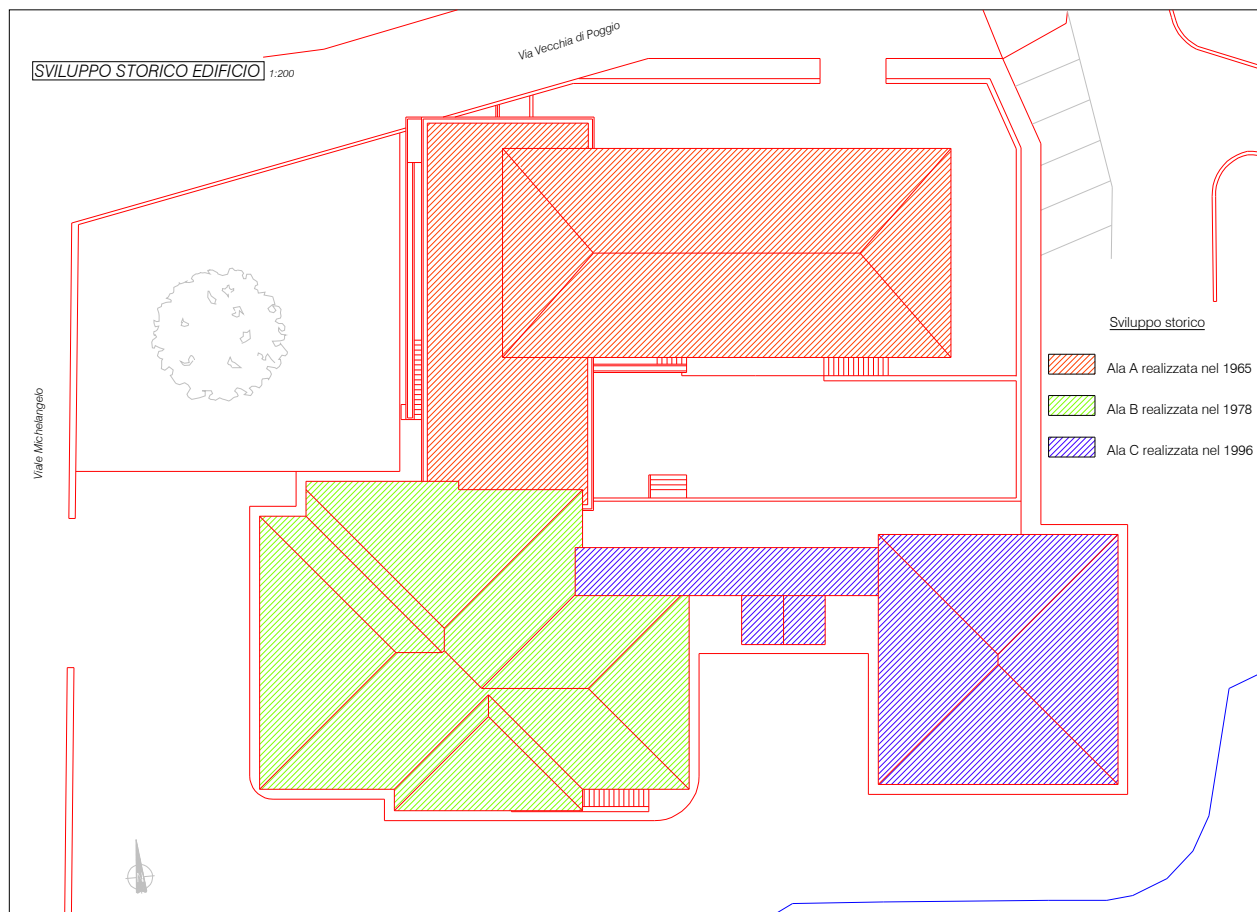 Via Vecchia di Poggio
SVILUPPO STORICO EDIFICIO 1:200
Viale Michelangelo
Sviluppo storico
Ala A realizzata nel 1965
Ala B realizzata nel 1978
Ala C realizzata nel 1996